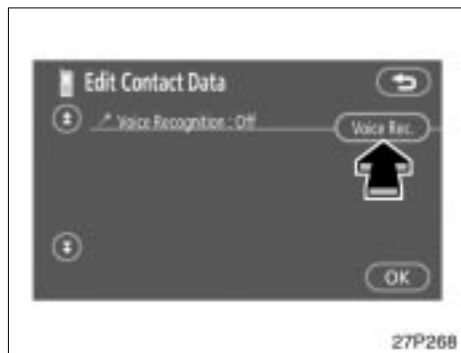 Edit Contact Data
Voice Recognition : Off
Voice Rec.
OK
27P268